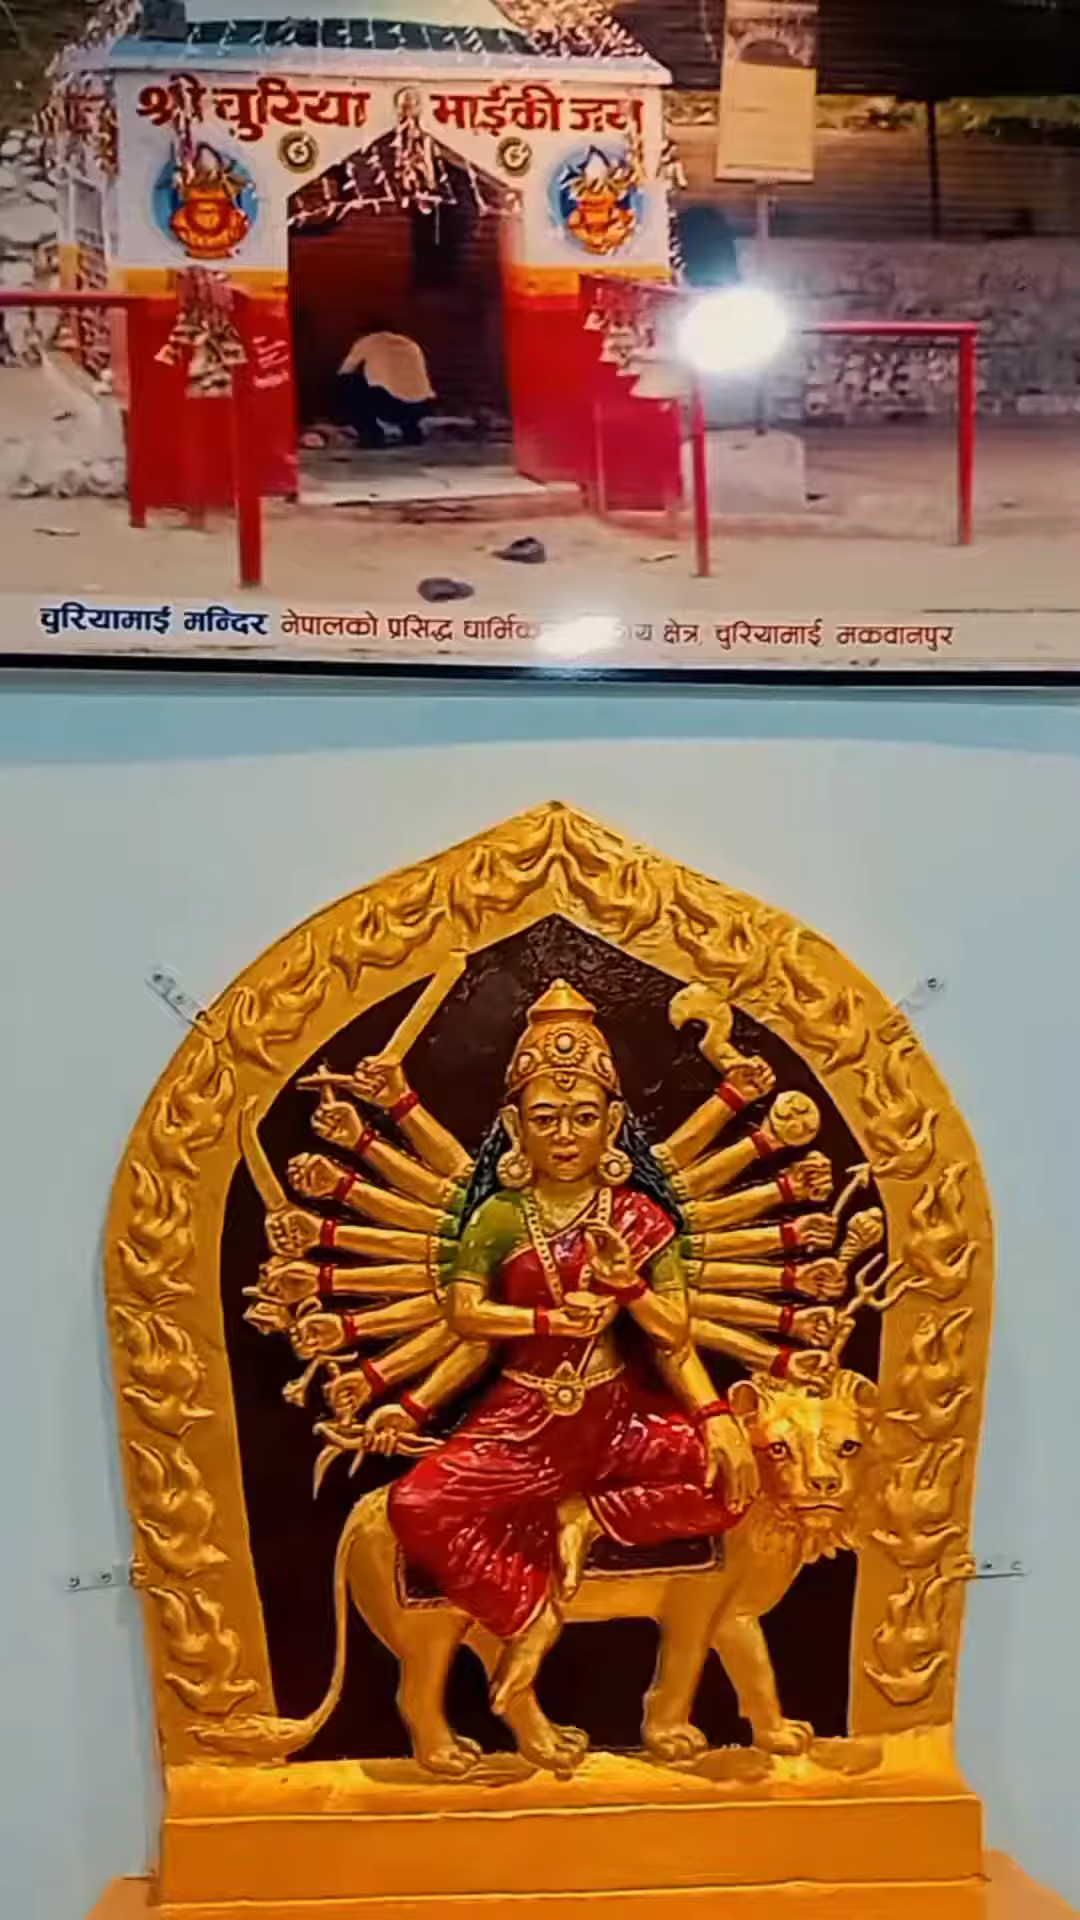 श्री चुरिया माईकी जय
चुरियामाई मन्दिर नेपालको प्रसिद्ध धार्मिक क्षेत्र, चुरियामाई मकवानपुर